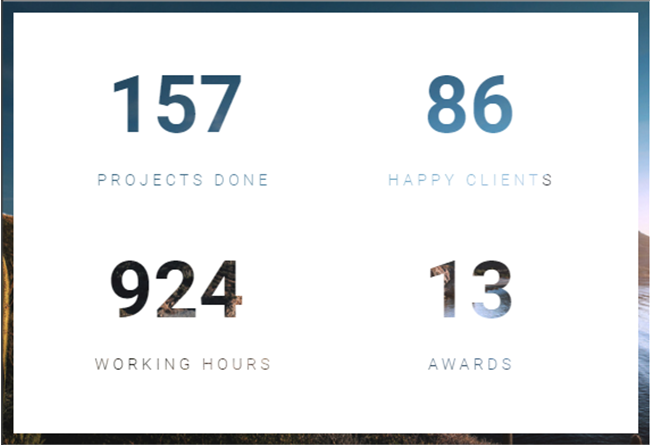 157
PROJECTS DONE
86
HAPPY CLIENTS
924
WORKING HOURS
13
AWARDS